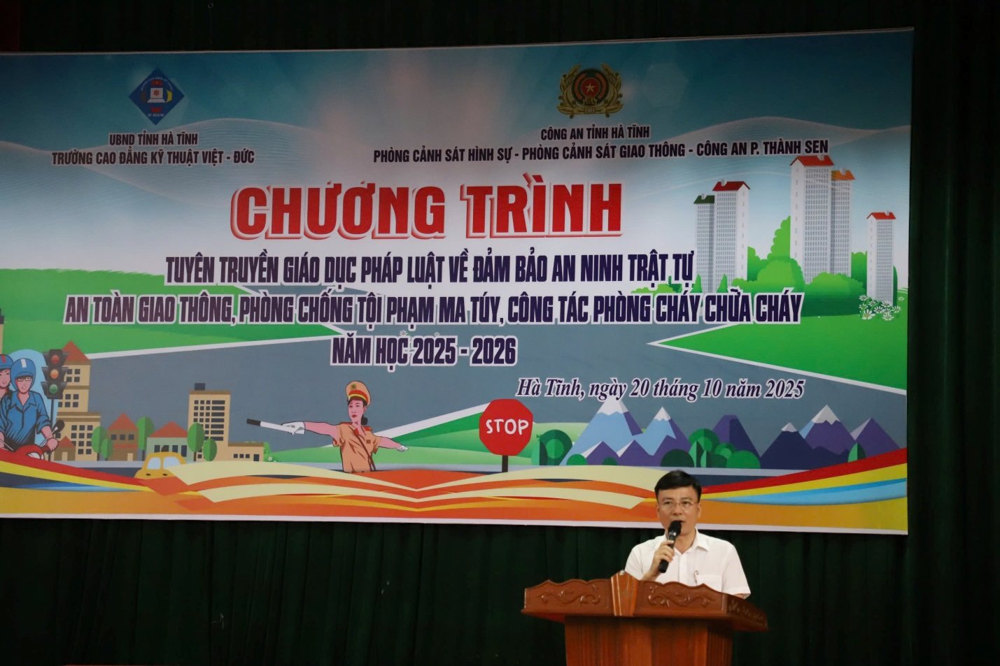 UBND TỈNH HÀ TĨNH
TRƯỜNG CAO ĐẲNG KỸ THUẬT VIỆT - ĐỨC
CÔNG AN TỈNH HÀ TĨNH
PHÒNG CẢNH SÁT HÌNH SỰ - PHÒNG CẢNH SÁT GIAO THÔNG - CÔNG AN P. THÀNH SEN
CHƯƠNG TRÌNH
TUYÊN TRUYỀN GIÁO DỤC PHÁP LUẬT VỀ ĐẢM BẢO AN NINH TRẬT TỰ
AN TOÀN GIAO THÔNG, PHÒNG CHỐNG TỘI PHẠM MA TÚY, CÔNG TÁC PHÒNG CHÁY CHỮA CHÁY
NĂM HỌC 2025 - 2026
Hà Tĩnh, ngày 20 tháng 10 năm 2025
STOP